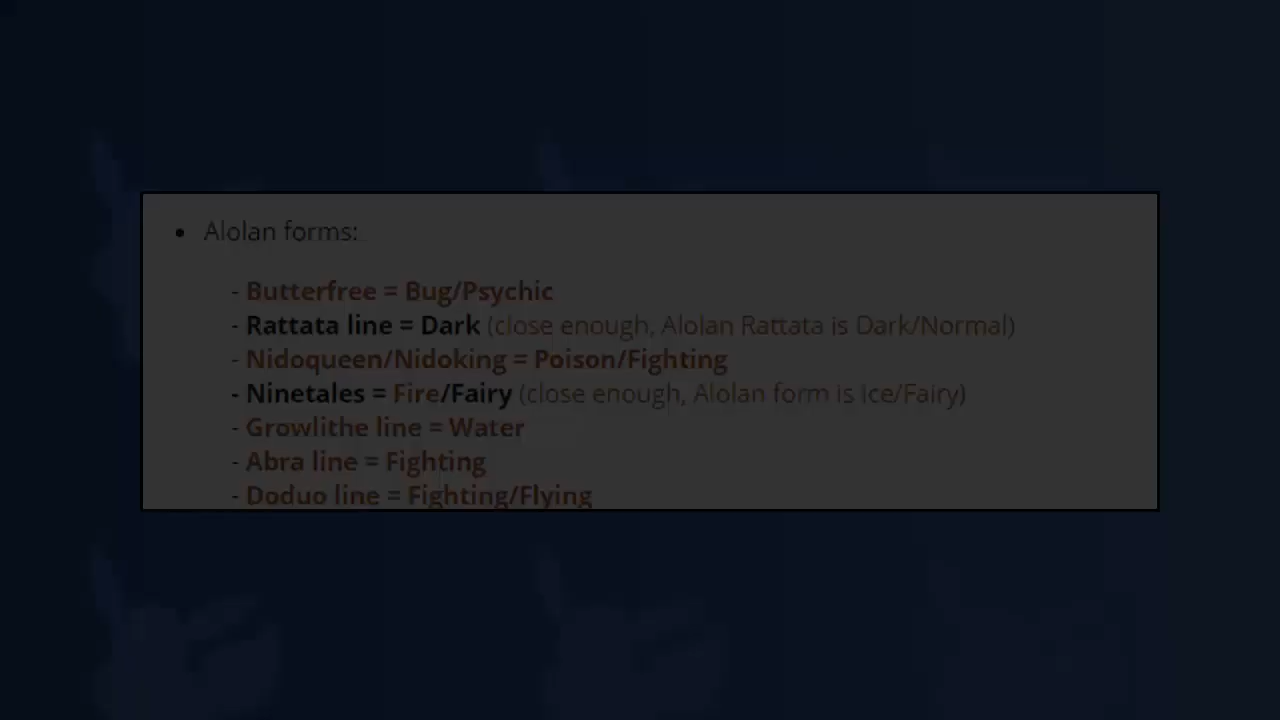 • Alolan forms:
- Butterfree = Bug/Psychic
- Rattata line = Dark (close enough, Alolan Rattata is Dark/Normal)
- Nidoqueen/Nidoking = Poison/Fighting
- Ninetales = Fire/Fairy (close enough, Alolan form is Ice/Fairy)
- Growlithe line = Water
- Abra line = Fighting
- Doduo line = Fighting/Flying